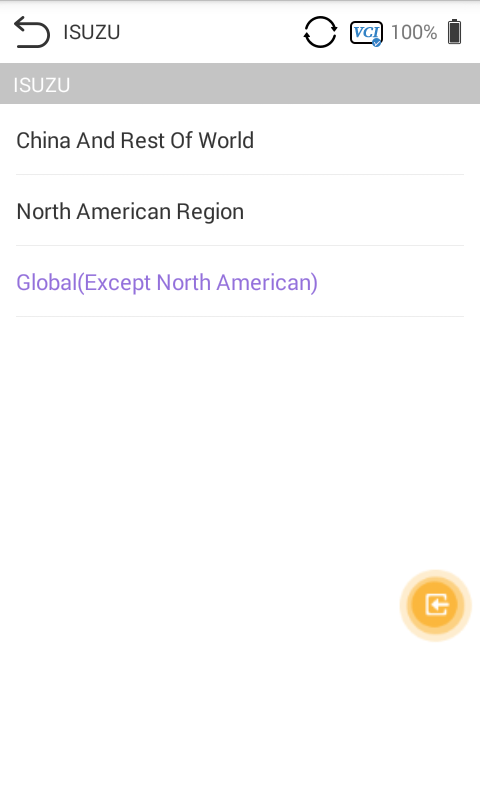 ISUZU
VCI
100%
ISUZU
China And Rest Of World
North American Region
Global(Except North American)